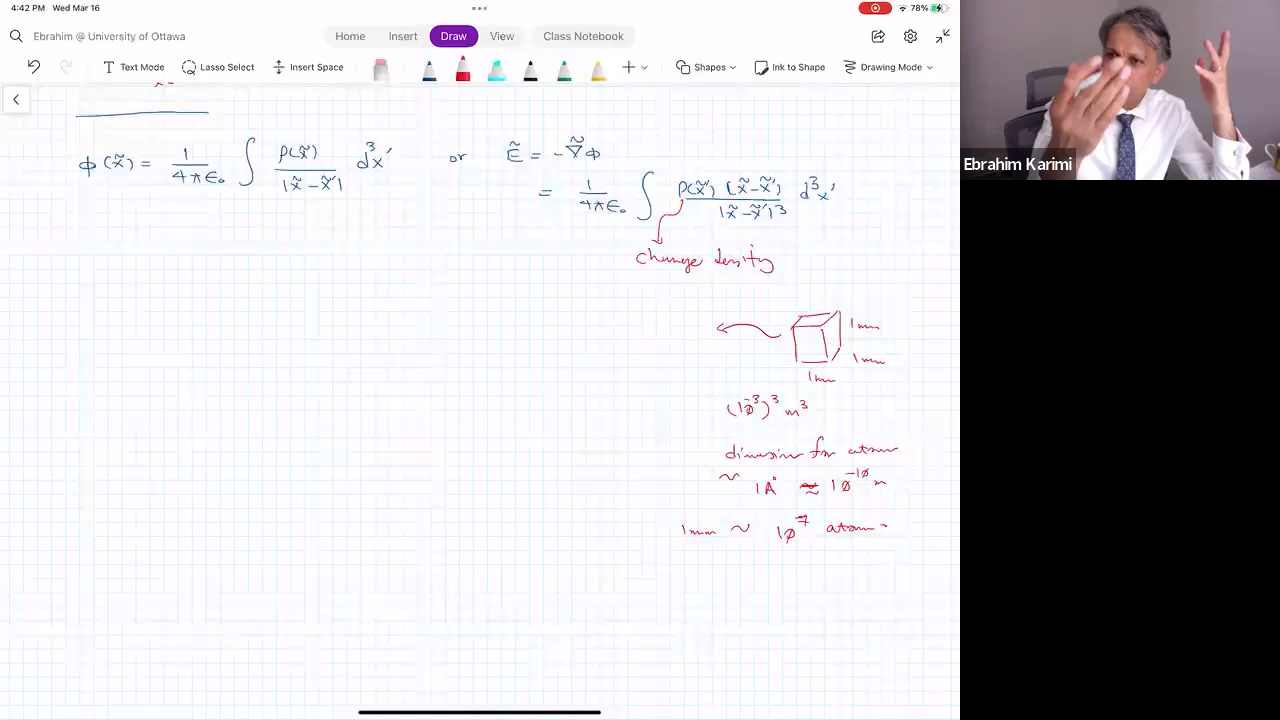 4:42 PM Wed Mar 16
78%
Ebrahim @ University of Ottawa
Home Insert Draw View Class Notebook
Text Mode Lasso Select Insert Space Shapes Ink to Shape Drawing Mode
Φ(x̃) = 1/4πε₀ ∫ ρ(x̃')/|x̃ - x̃'| d³x' or Ẽ = -∇̃Φ
= 1/4πε₀ ∫ ρ(x̃') (x̃ - x̃')/|x̃ - x̃'|³ d³x'
charge density
1mm
1mm
1mm
(10⁻³)³ m³
dimension for atom
~ 1Å ≈ 10⁻¹⁰ m
1mm ~ 10⁷ atom
Ebrahim Karimi